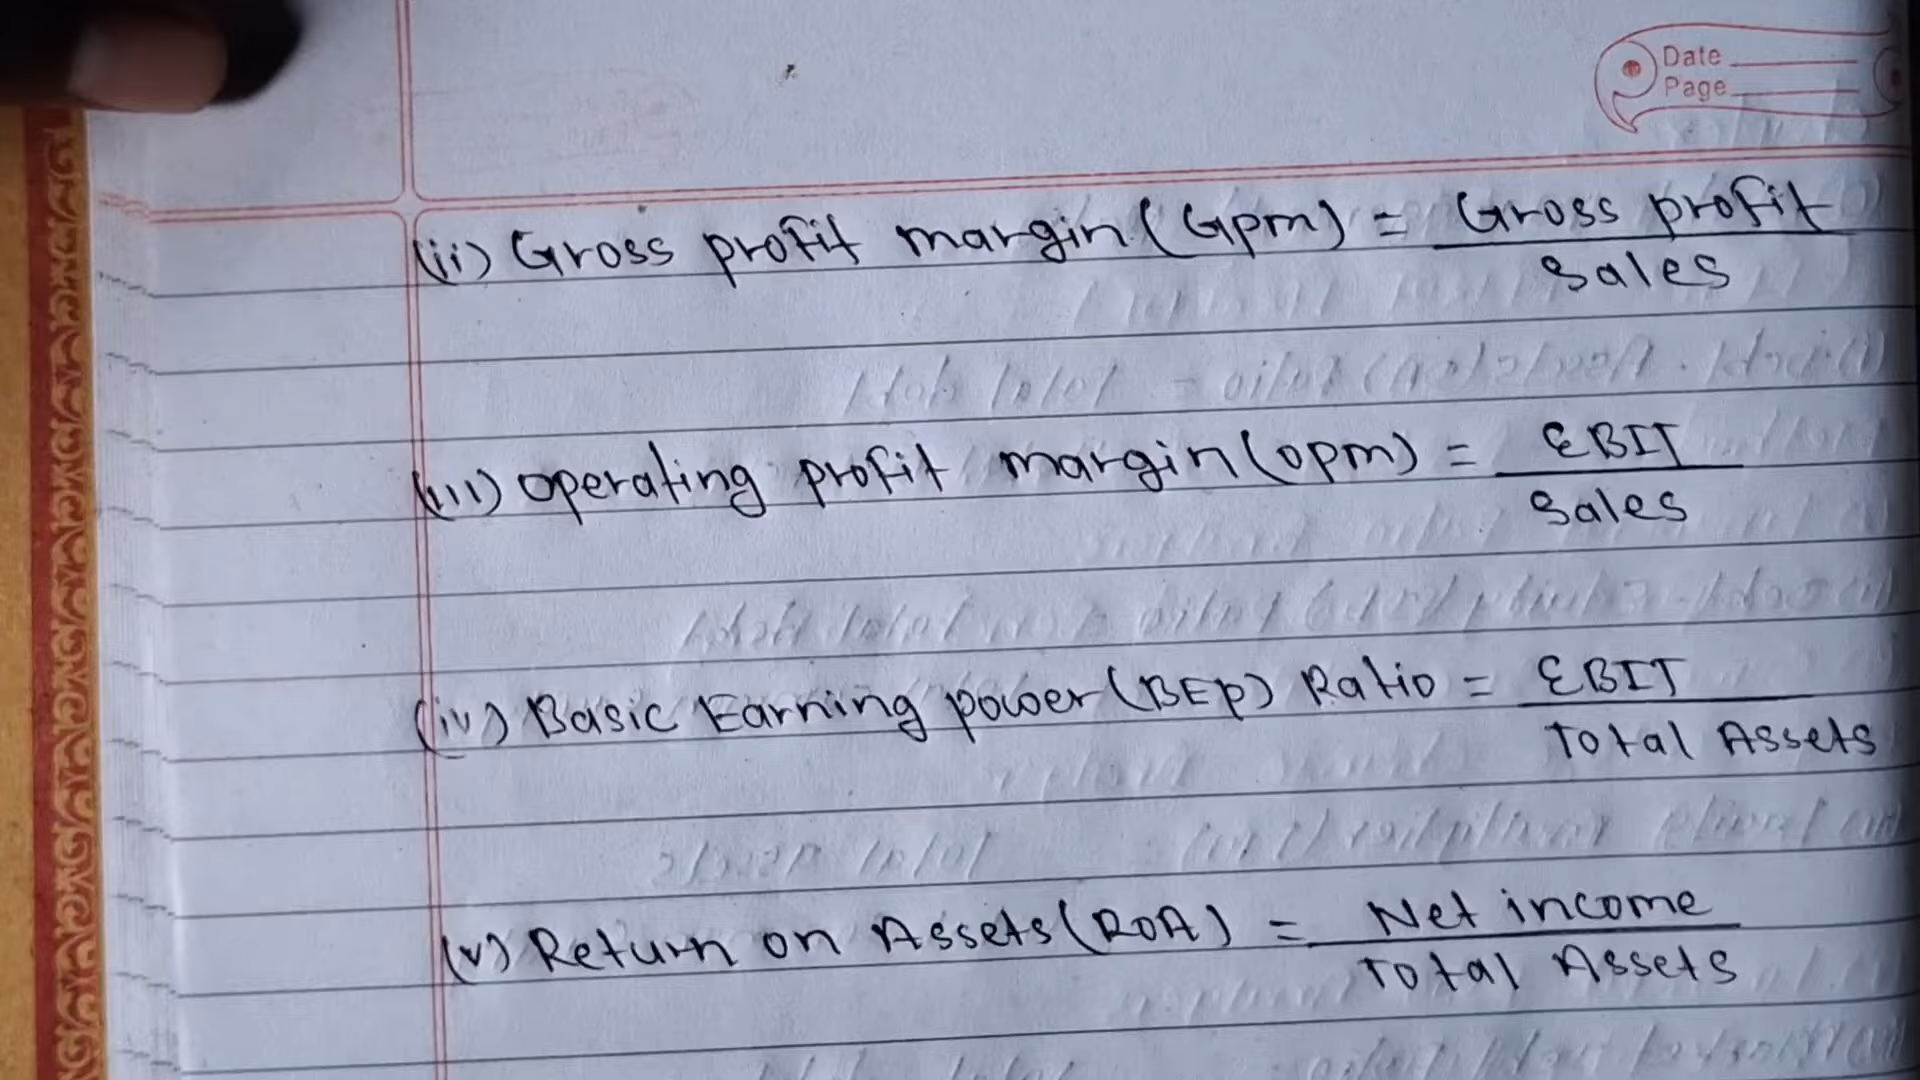 Date
Page
(ii) Gross profit margin (Gpm) = Gross profit
Sales
(iii) operating profit margin (opm) = EBIT
Sales
(iv) Basic Earning power (BEP) Ratio = EBIT
Total Assets
(v) Return on Assets (ROA) = Net income
Total Assets